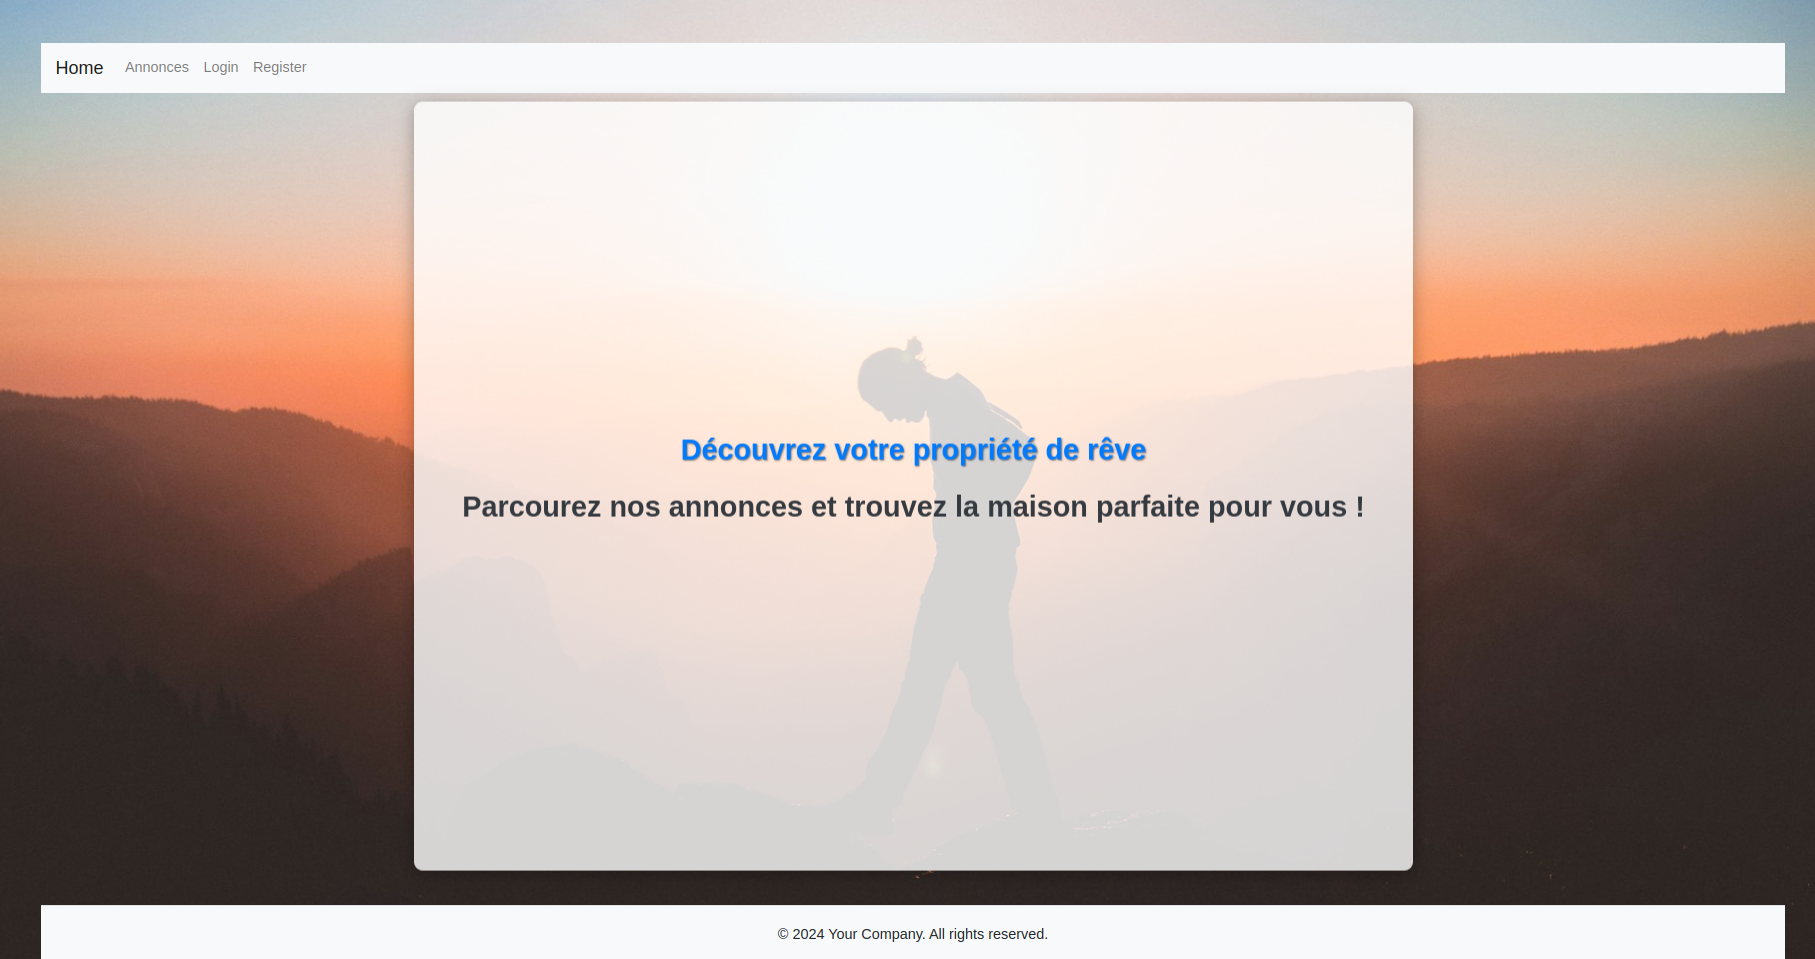 Home Annonces Login Register
Découvrez votre propriété de rêve
Parcourez nos annonces et trouvez la maison parfaite pour vous !
© 2024 Your Company. All rights reserved.